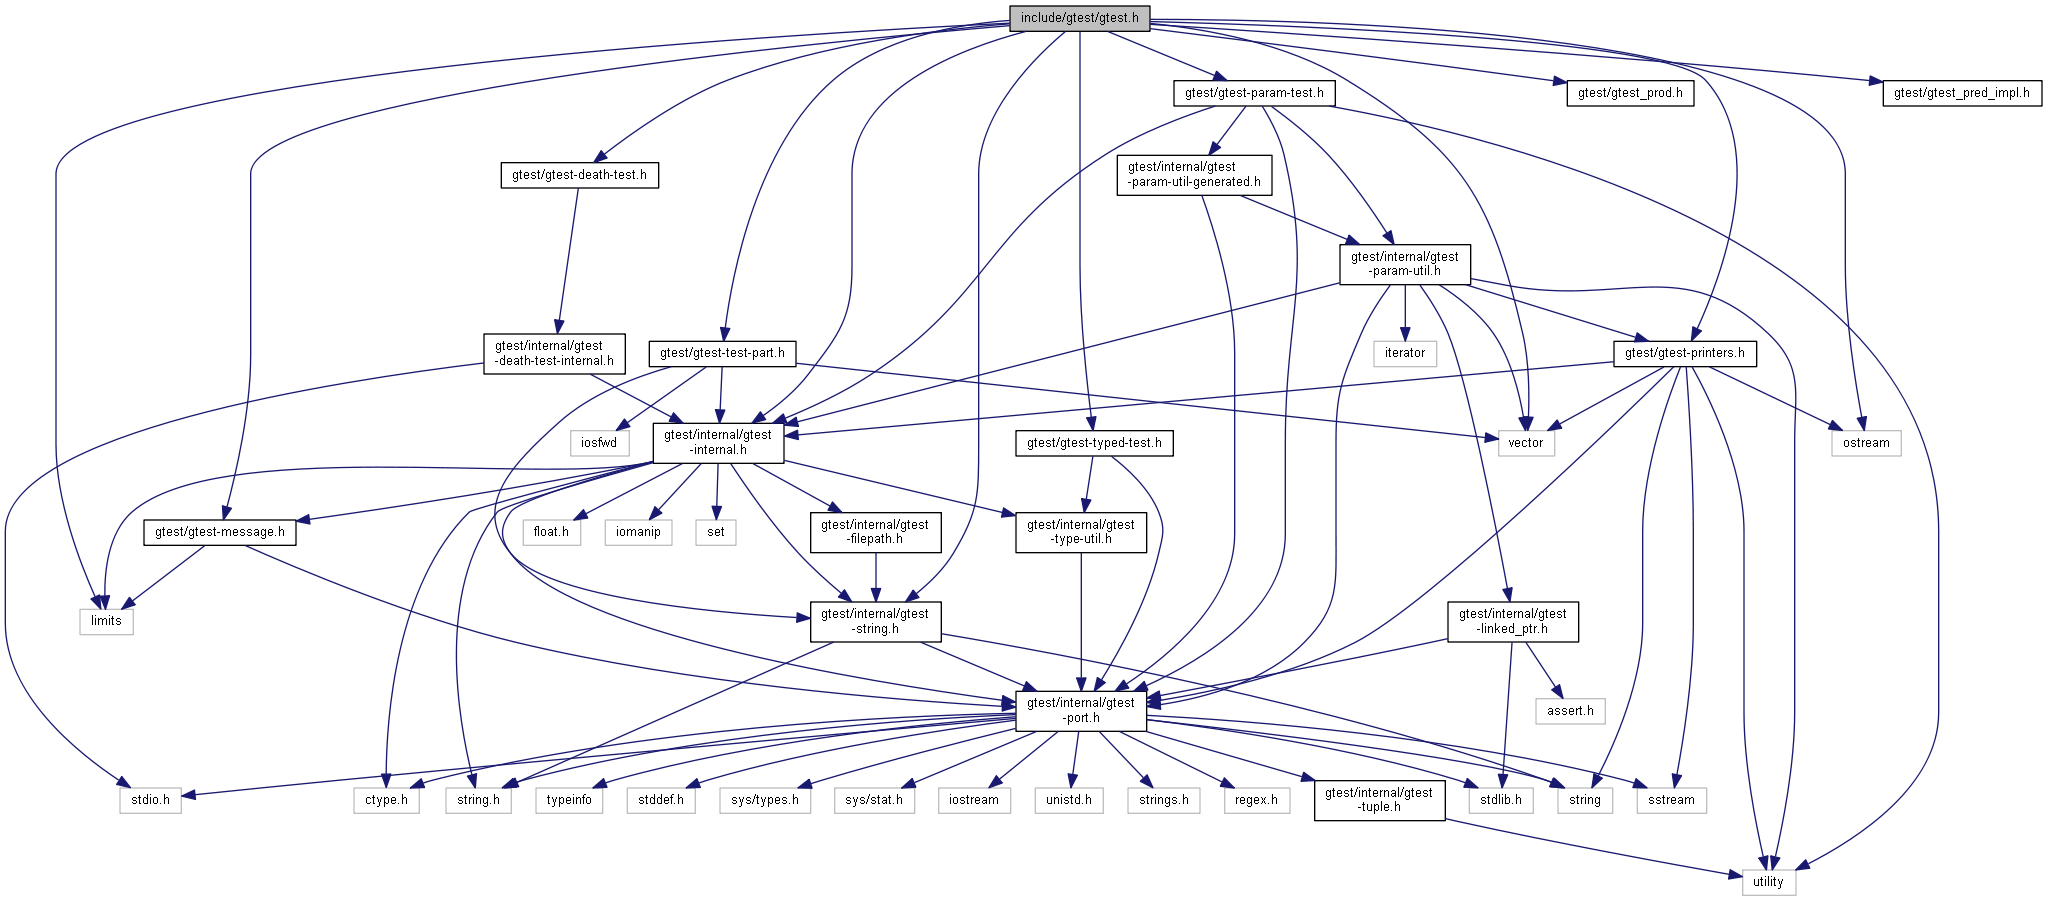 include/gtest/gtest.h
gtest/gtest-param-test.h
gtest/gtest_prod.h
gtest/gtest_pred_impl.h
gtest/gtest-death-test.h
gtest/internal/gtest
-param-util-generated.h
gtest/internal/gtest
-param-util.h
gtest/internal/gtest
-death-test-internal.h
gtest/gtest-test-part.h
iterator
gtest/gtest-printers.h
iosfwd
gtest/internal/gtest
-internal.h
gtest/gtest-typed-test.h
vector
ostream
gtest/gtest-message.h
float.h
iomanip
set
gtest/internal/gtest
-filepath.h
gtest/internal/gtest
-type-util.h
limits
gtest/internal/gtest
-string.h
gtest/internal/gtest
-linked_ptr.h
gtest/internal/gtest
-port.h
assert.h
stdio.h
ctype.h
string.h
typeinfo
stddef.h
sys/types.h
sys/stat.h
iostream
unistd.h
strings.h
regex.h
gtest/internal/gtest
-tuple.h
stdlib.h
string
sstream
utility